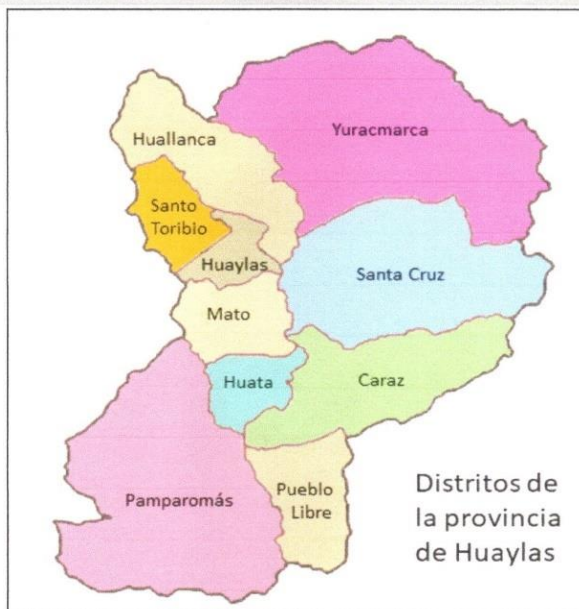 Yuracmarca
Huallanca
Santo
Toribio
Huaylas
Santa Cruz
Mato
Huata
Caraz
Pamparomás
Pueblo
Libre
Distritos de
la provincia
de Huaylas